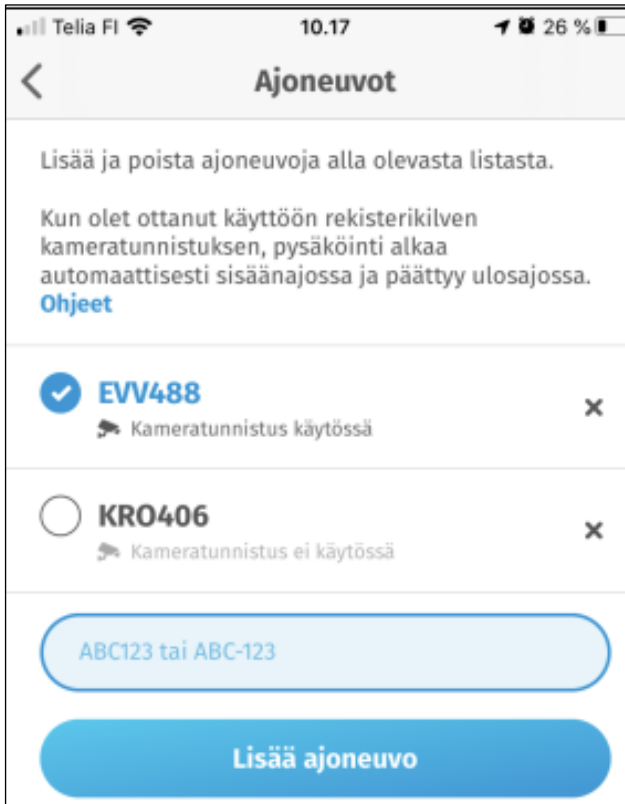 Telia FI 10.17 26 %
Ajoneuvot
Lisää ja poista ajoneuvoja alla olevasta listasta.
Kun olet ottanut käyttöön rekisterikilven
kameratunnistuksen, pysäköinti alkaa
automaattisesti sisäänajossa ja päättyy ulosajossa.
Ohjeet
EVV488
Kameratunnistus käytössä
KRO406
Kameratunnistus ei käytössä
ABC123 tai ABC-123
Lisää ajoneuvo